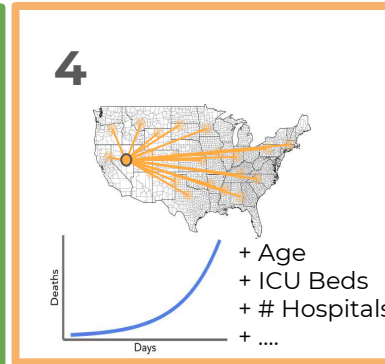 4
Deaths
Days
+ Age
+ ICU Beds
+ # Hospitals
+ ....